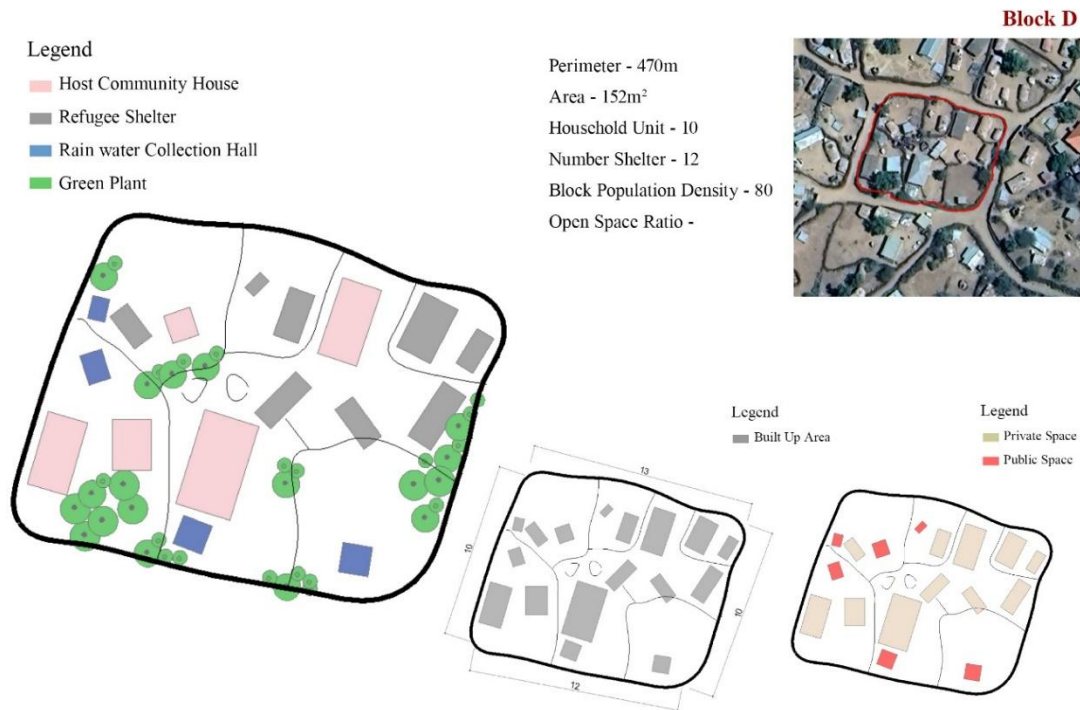 Block D
Legend
Host Community House
Refugee Shelter
Rain water Collection Hall
Green Plant
Perimeter - 470m
Area - 152m²
Household Unit - 10
Number Shelter - 12
Block Population Density - 80
Open Space Ratio -
Legend
Built Up Area
Legend
Private Space
Public Space
13
10
10
12